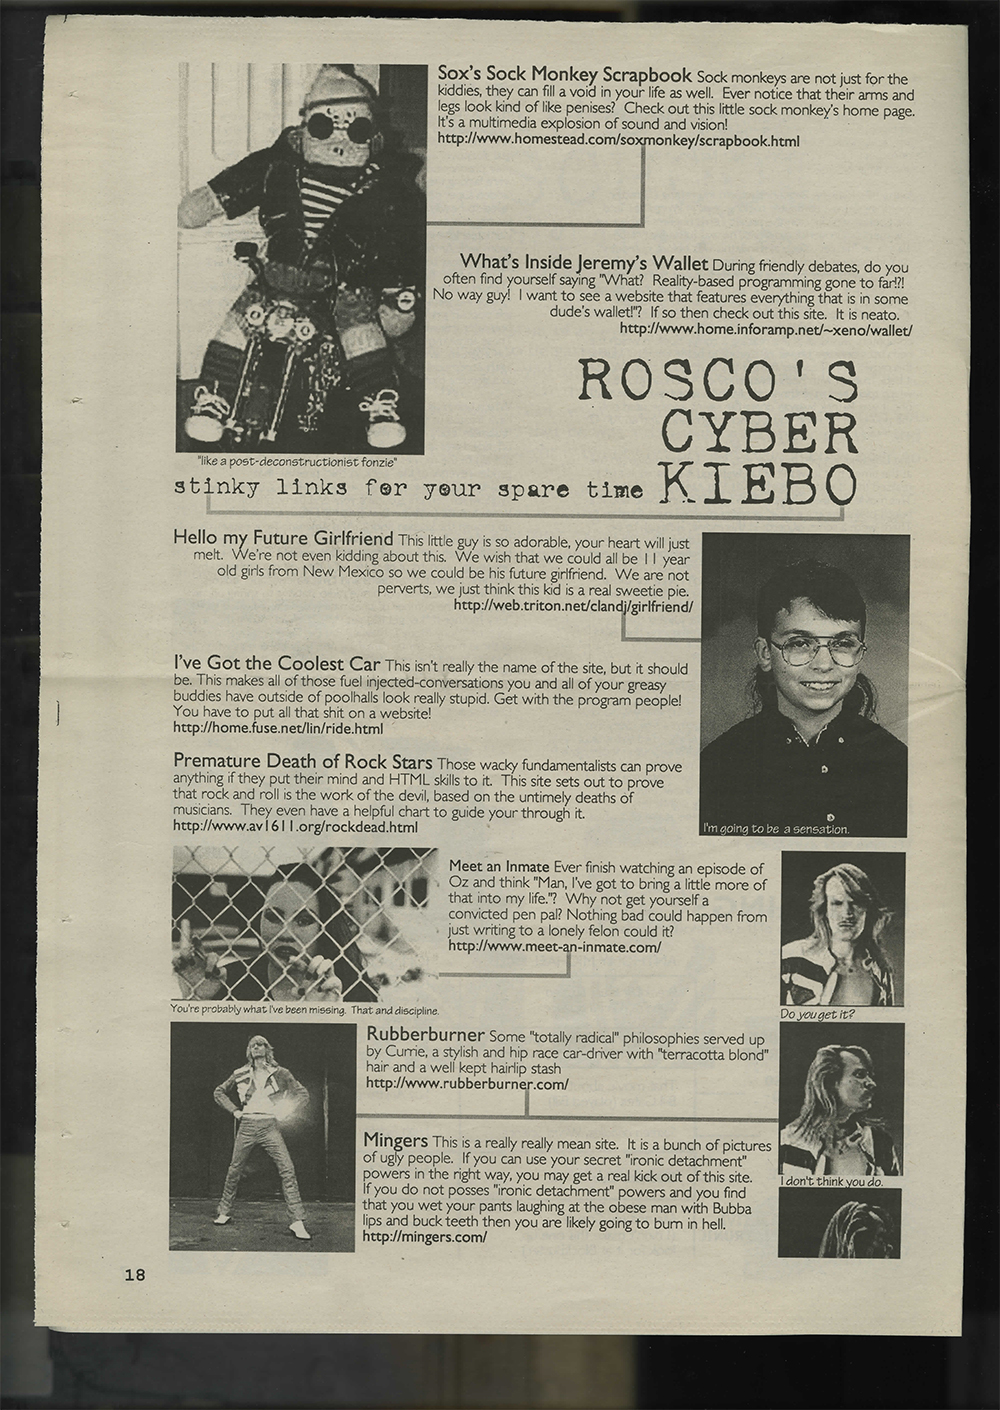 Sox's Sock Monkey Scrapbook Sock monkeys are not just for the
kiddies, they can fill a void in your life as well. Ever notice that their arms and
legs look kind of like penises? Check out this little sock monkey's home page.
It's a multimedia explosion of sound and vision!
http://www.homestead.com/soxmonkey/scrapbook.html
What's Inside Jeremy's Wallet During friendly debates, do you
often find yourself saying "What? Reality-based programming gone to far!?!
No way guy! I want to see a website that features everything that is in some
dude's wallet!"? If so then check out this site. It is neato.
http://www.home.inforamp.net/~xeno/wallet/
"like a post-deconstructionist fonzie"
ROSCO'S
CYBER
KIEBO
stinky links for your spare time
Hello my Future Girlfriend This little guy is so adorable, your heart will just
melt. We're not even kidding about this. We wish that we could all be 11 year
old girls from New Mexico so we could be his future girlfriend. We are not
perverts, we just think this kid is a real sweetie pie.
http://web.triton.net/clandj/girlfriend/
I've Got the Coolest Car This isn't really the name of the site, but it should
be. This makes all of those fuel injected-conversations you and all of your greasy
buddies have outside of poolhalls look really stupid. Get with the program people!
You have to put all that shit on a website!
http://home.fuse.net/lin/ride.html
Premature Death of Rock Stars Those wacky fundamentalists can prove
anything if they put their mind and HTML skills to it. This site sets out to prove
that rock and roll is the work of the devil, based on the untimely deaths of
musicians. They even have a helpful chart to guide your through it.
http://www.av1611.org/rockdead.html
I'm going to be a sensation.
Meet an Inmate Ever finish watching an episode of
Oz and think "Man, I've got to bring a little more of
that into my life."? Why not get yourself a
convicted pen pal? Nothing bad could happen from
just writing to a lonely felon could it?
http://www.meet-an-inmate.com/
You're probably what I've been missing. That and discipline.
Do you get it?
Rubberburner Some "totally radical" philosophies served up
by Currie, a stylish and hip race car-driver with "terracotta blond"
hair and a well kept hairlip stash
http://www.rubberburner.com/
Mingers This is a really really mean site. It is a bunch of pictures
of ugly people. If you can use your secret "ironic detachment"
powers in the right way, you may get a real kick out of this site.
If you do not posses "ironic detachment" powers and you find
that you wet your pants laughing at the obese man with Bubba
lips and buck teeth then you are likely going to burn in hell.
http://mingers.com/
I don't think you do.
18